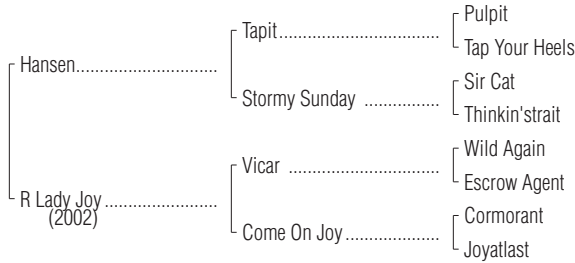 Pulpit
Tapit..............................
Tap Your Heels
Hansen...........................
Sir Cat
Stormy Sunday ..............
Thinkin'strait
Wild Again
Vicar ............................
Escrow Agent
R Lady Joy .....................
(2002)
Cormorant
Come On Joy .................
Joyatlast